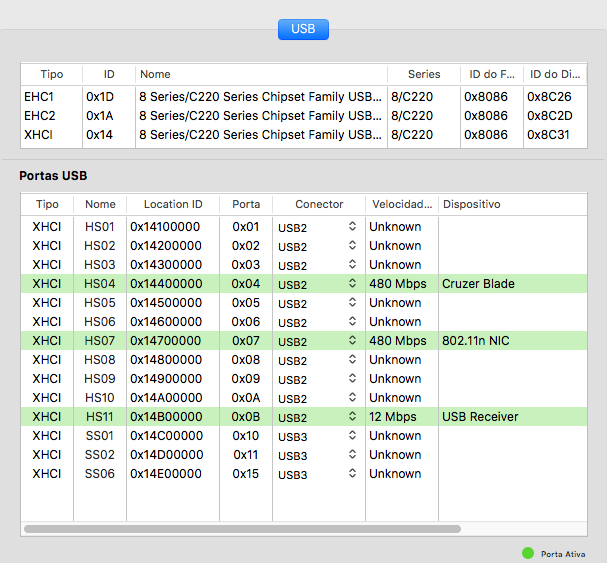 USB
Tipo ID Nome Series ID do F... ID do Di...
EHC1 0x1D 8 Series/C220 Series Chipset Family USB... 8/C220 0x8086 0x8C26
EHC2 0x1A 8 Series/C220 Series Chipset Family USB... 8/C220 0x8086 0x8C2D
XHCI 0x14 8 Series/C220 Series Chipset Family USB... 8/C220 0x8086 0x8C31
Portas USB
Tipo Nome Location ID Porta Conector Velocidad... Dispositivo
XHCI HS01 0x14100000 0x01 USB2 Unknown
XHCI HS02 0x14200000 0x02 USB2 Unknown
XHCI HS03 0x14300000 0x03 USB2 Unknown
XHCI HS04 0x14400000 0x04 USB2 480 Mbps Cruzer Blade
XHCI HS05 0x14500000 0x05 USB2 Unknown
XHCI HS06 0x14600000 0x06 USB2 Unknown
XHCI HS07 0x14700000 0x07 USB2 480 Mbps 802.11n NIC
XHCI HS08 0x14800000 0x08 USB2 Unknown
XHCI HS09 0x14900000 0x09 USB2 Unknown
XHCI HS10 0x14A00000 0x0A USB2 Unknown
XHCI HS11 0x14B00000 0x0B USB2 12 Mbps USB Receiver
XHCI SS01 0x14C00000 0x10 USB3 Unknown
XHCI SS02 0x14D00000 0x11 USB3 Unknown
XHCI SS06 0x14E00000 0x15 USB3 Unknown
Porta Ativa